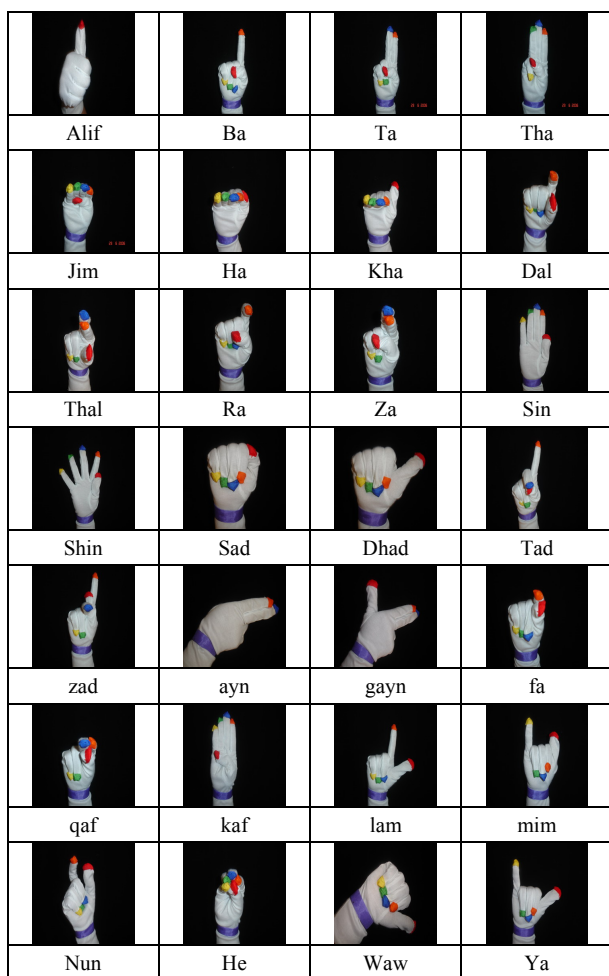 Alif Ba Ta Tha
Jim Ha Kha Dal
Thal Ra Za Sin
Shin Sad Dhad Tad
zad ayn gayn fa
qaf kaf lam mim
Nun He Waw Ya